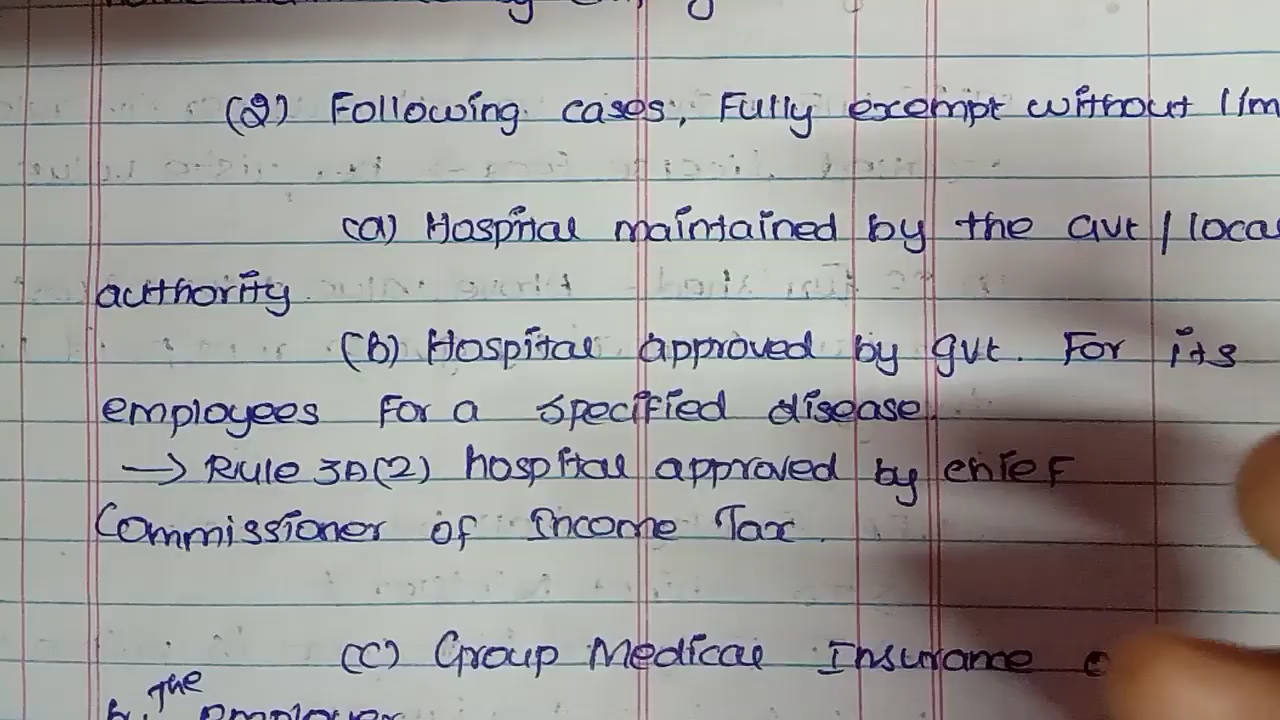 (2) Following cases, Fully exempt without lim
(a) Hospital maintained by the gvt / loca
authority
(b) Hospital approved by gvt. For its
employees For a specified disease.
→ Rule 3A(2) hospital approved by chief
Commissioner of Income Tax.
(c) Group Medical Insurance
by The employer